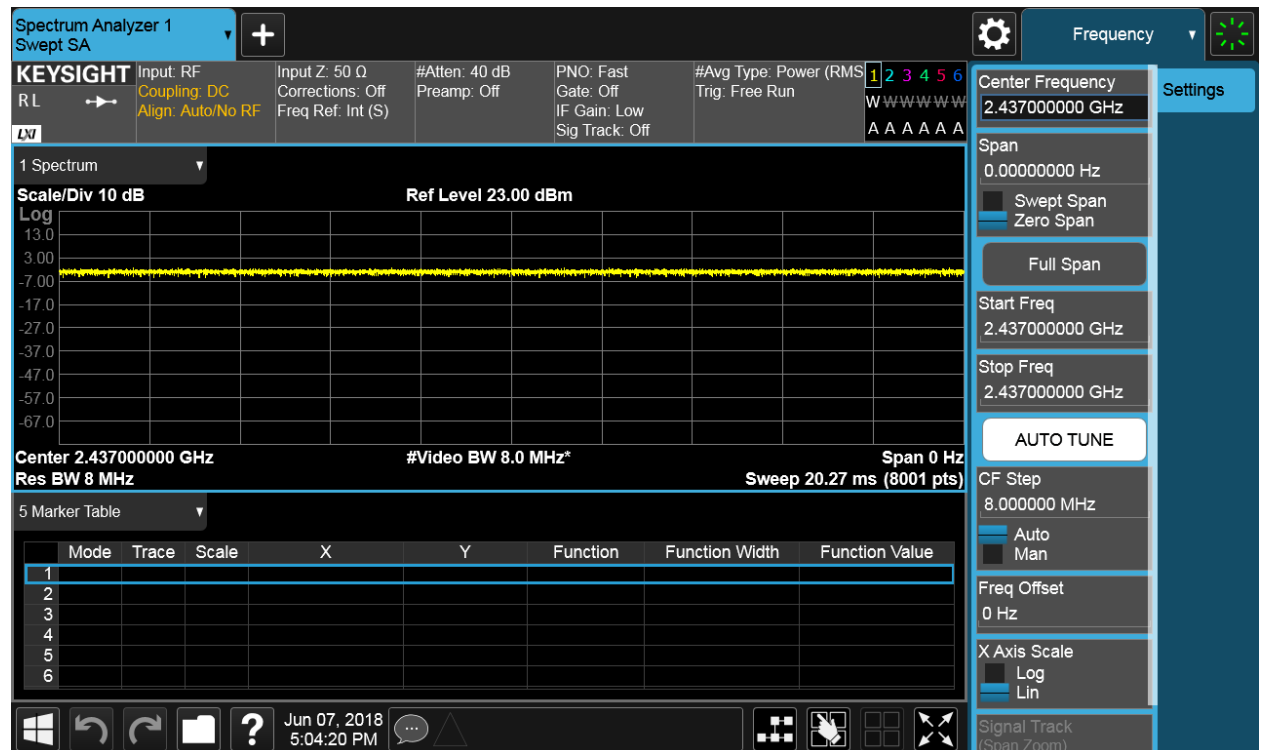 Spectrum Analyzer 1
Swept SA
Frequency
KEYSIGHT
RL
LXI
Input: RF
Coupling: DC
Align: Auto/No RF
Input Z: 50 Ω
Corrections: Off
Freq Ref: Int (S)
#Atten: 40 dB
Preamp: Off
PNO: Fast
Gate: Off
IF Gain: Low
Sig Track: Off
#Avg Type: Power (RMS
Trig: Free Run
1 2 3 4 5 6
W W W W W W
A A A A A A
1 Spectrum
Scale/Div 10 dB
Ref Level 23.00 dBm
Log
13.0
3.00
-7.00
-17.0
-27.0
-37.0
-47.0
-57.0
-67.0
Center 2.437000000 GHz
#Video BW 8.0 MHz*
Span 0 Hz
Res BW 8 MHz
Sweep 20.27 ms (8001 pts)
5 Marker Table
Mode Trace Scale X Y Function Function Width Function Value
1
2
3
4
5
6
Jun 07, 2018
5:04:20 PM
?
Center Frequency
2.437000000 GHz
Settings
Span
0.00000000 Hz
Swept Span
Zero Span
Full Span
Start Freq
2.437000000 GHz
Stop Freq
2.437000000 GHz
AUTO TUNE
CF Step
8.000000 MHz
Auto
Man
Freq Offset
0 Hz
X Axis Scale
Log
Lin
Signal Track
(Span Zoom)